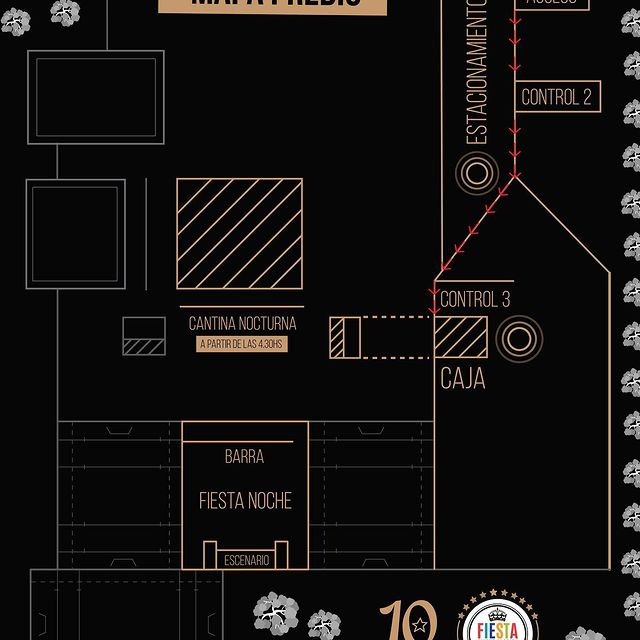 MAPA PREDIO
ACCESO
ESTACIONAMIENTO
CONTROL 2
CONTROL 3
CANTINA NOCTURNA
A PARTIR DE LAS 4.30HS
CAJA
BARRA
FIESTA NOCHE
ESCENARIO
10
FIESTA